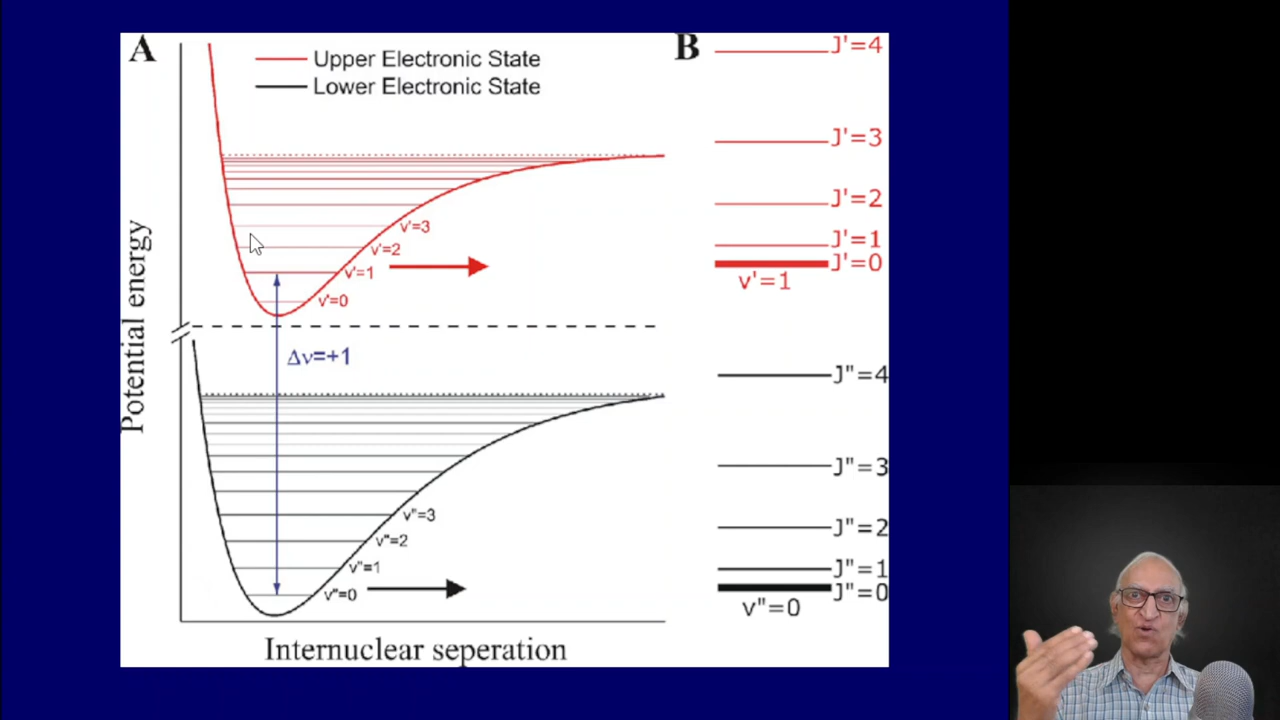 A
Upper Electronic State
Lower Electronic State
v'=3
v'=2
v'=1
v'=0
Δv=+1
v"=3
v"=2
v"=1
v"=0
Potential energy
Internuclear seperation
B
J'=4
J'=3
J'=2
J'=1
J'=0
v'=1
J"=4
J"=3
J"=2
J"=1
J"=0
v"=0